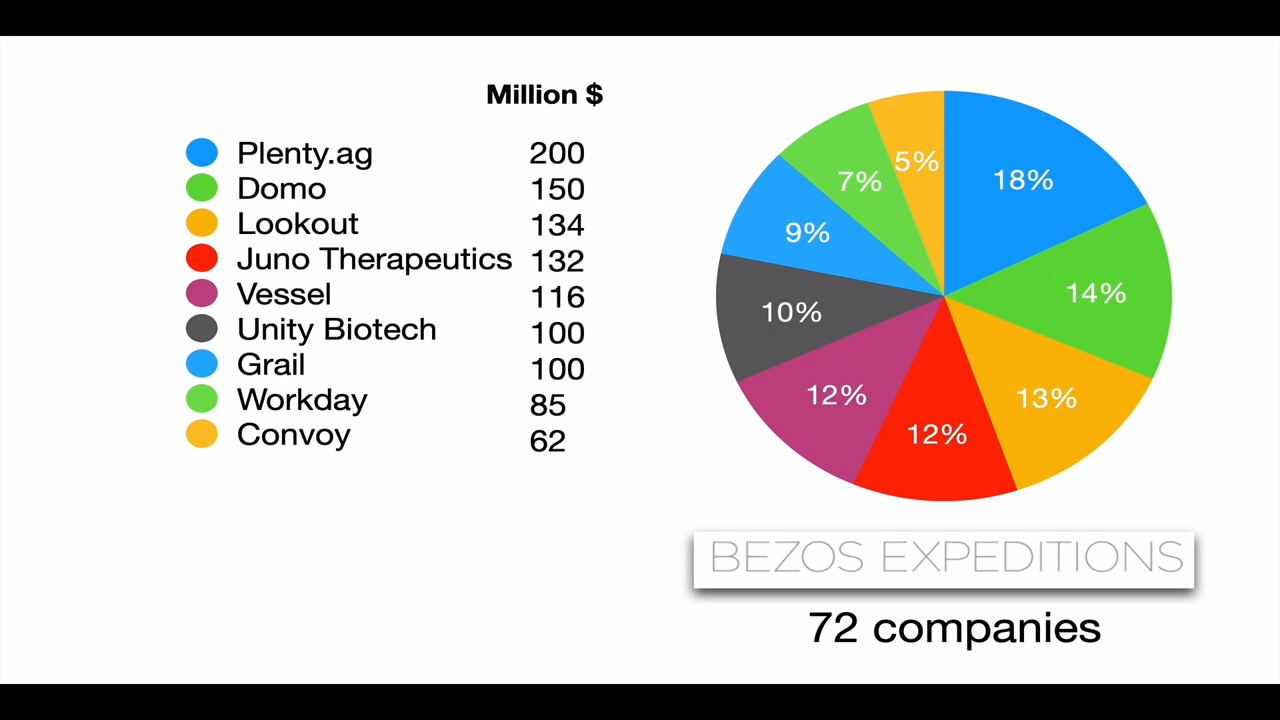 Million $
Plenty.ag 200
Domo 150
Lookout 134
Juno Therapeutics 132
Vessel 116
Unity Biotech 100
Grail 100
Workday 85
Convoy 62
5%
18%
7%
9%
14%
10%
12%
13%
12%
BEZOS EXPEDITIONS
72 companies